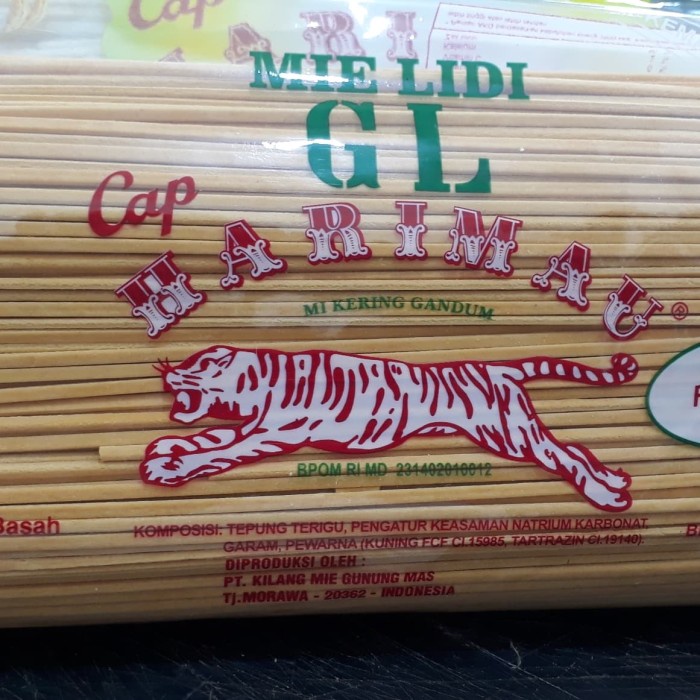 Cap
ARI
MIE LIDI
GL
Cap
HARIMAU®
MI KERING GANDUM
BPOM RI MD 231402010012
Basah
KOMPOSISI: TEPUNG TERIGU, PENGATUR KEASAMAN NATRIUM KARBONAT,
GARAM, PEWARNA (KUNING FCF CI.15985, TARTRAZIN CI.19140).
DIPRODUKSI OLEH :
PT. KILANG MIE GUNUNG MAS
Tj.MORAWA - 20362 - INDONESIA